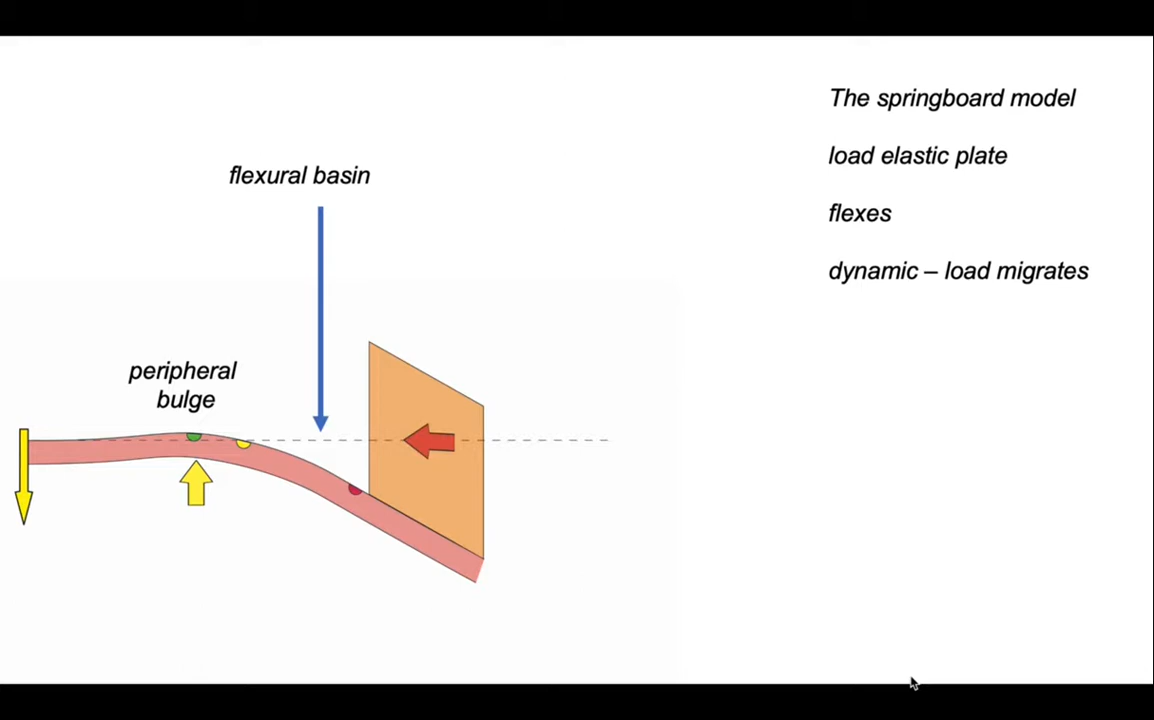 The springboard model
load elastic plate
flexes
dynamic – load migrates
flexural basin
peripheral
bulge